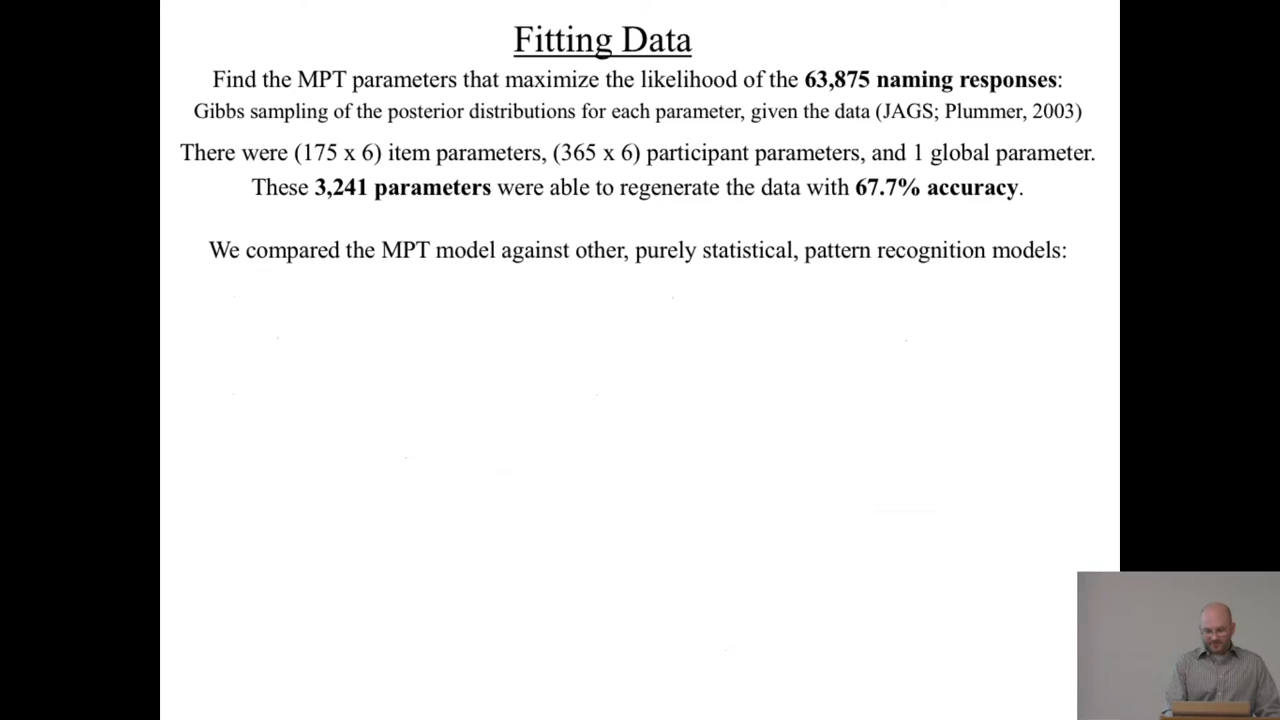 Fitting Data
Find the MPT parameters that maximize the likelihood of the 63,875 naming responses:
Gibbs sampling of the posterior distributions for each parameter, given the data (JAGS; Plummer, 2003)
There were (175 x 6) item parameters, (365 x 6) participant parameters, and 1 global parameter.
These 3,241 parameters were able to regenerate the data with 67.7% accuracy.
We compared the MPT model against other, purely statistical, pattern recognition models: